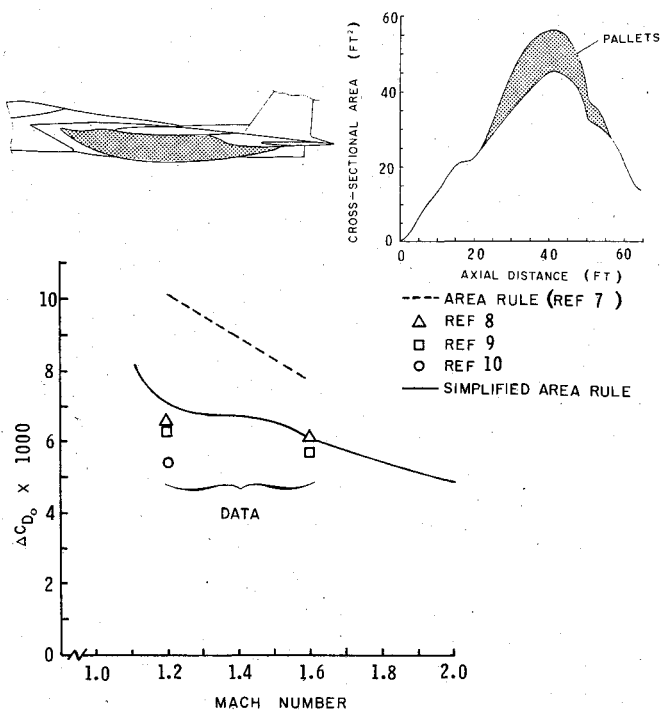 CROSS-SECTIONAL AREA (FT²)
60
40
20
0
PALLETS
0
20
40
60
AXIAL DISTANCE (FT)
--- AREA RULE (REF 7)
△ REF 8
□ REF 9
○ REF 10
— SIMPLIFIED AREA RULE
ΔC_D₀ x 1000
10
8
6
4
2
0
DATA
1.0
1.2
1.4
1.6
1.8
2.0
MACH NUMBER